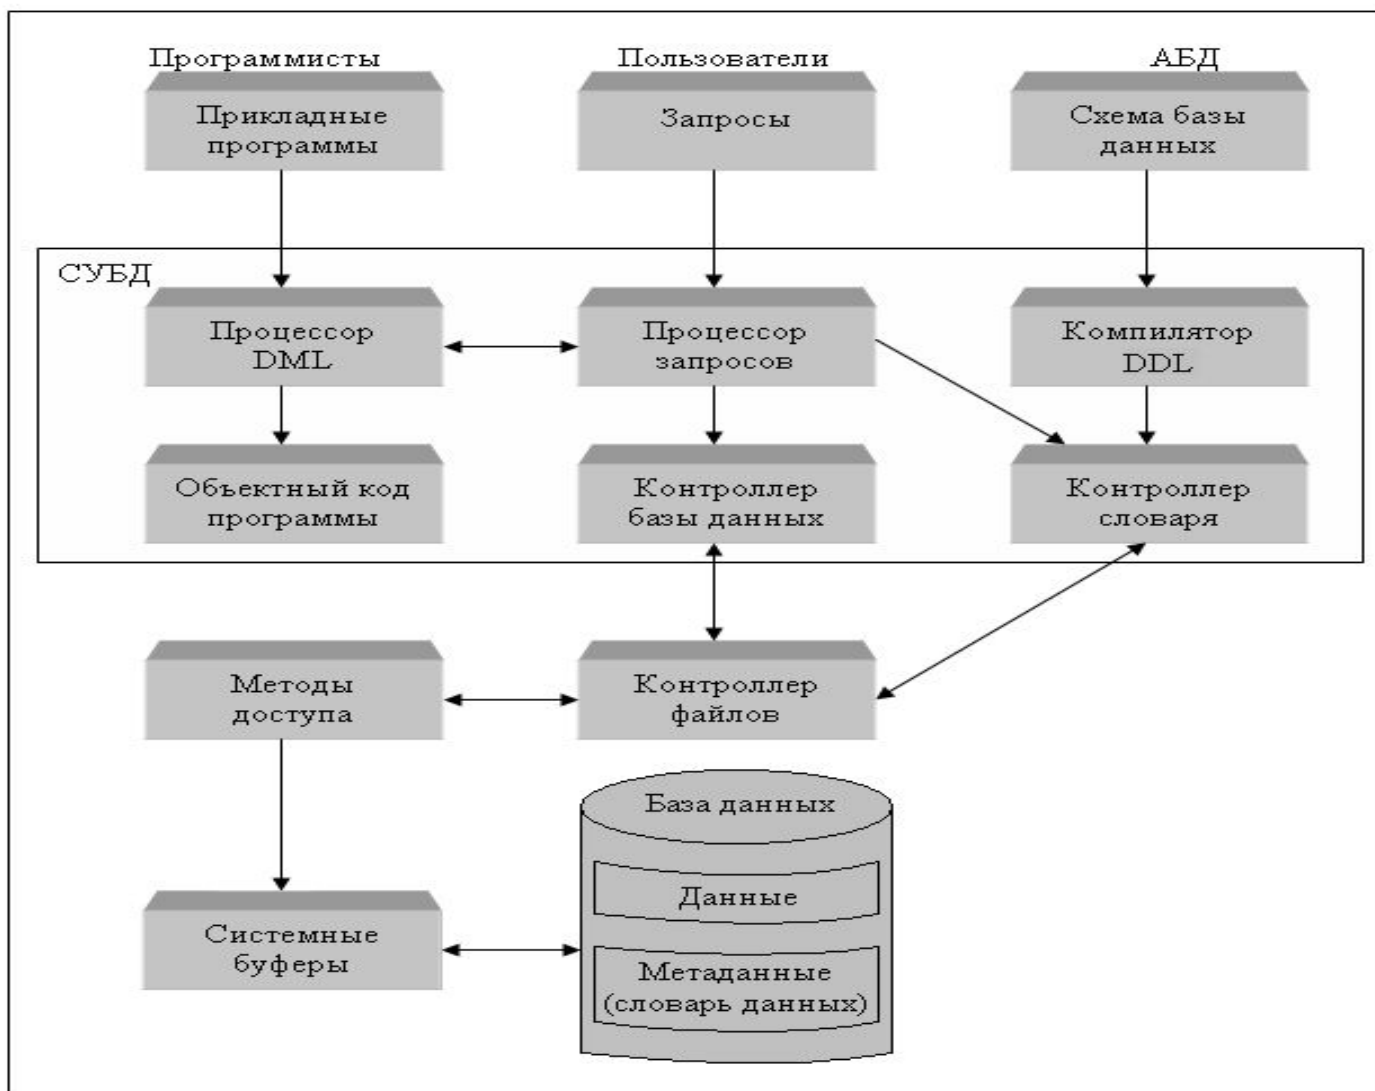 Программисты
Пользователи
АБД
Прикладные
программы
Запросы
Схема базы
данных
СУБД
Процессор
DML
Процессор
запросов
Компилятор
DDL
Объектный код
программы
Контроллер
базы данных
Контроллер
словаря
Методы
доступа
Контроллер
файлов
База данных
Данные
Системные
буферы
Метаданные
(словарь данных)